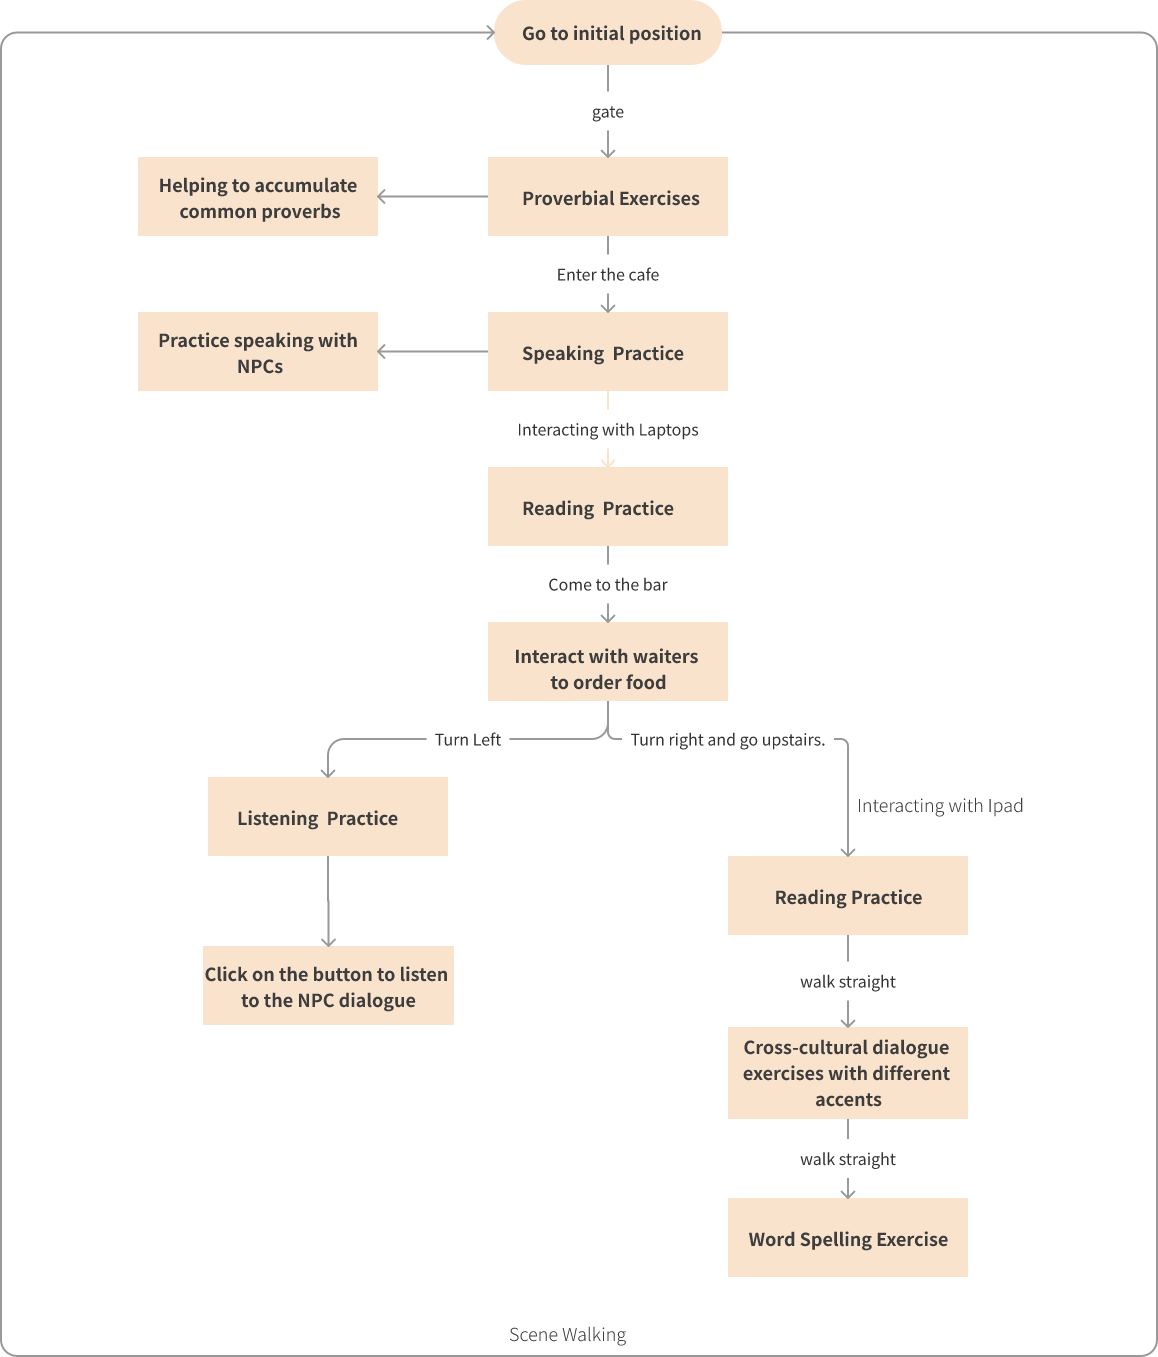 Go to initial position
gate
Helping to accumulate
common proverbs
Proverbial Exercises
Enter the cafe
Practice speaking with
NPCs
Speaking Practice
Interacting with Laptops
Reading Practice
Come to the bar
Interact with waiters
to order food
Turn Left
Turn right and go upstairs.
Listening Practice
Interacting with Ipad
Reading Practice
Click on the button to listen
to the NPC dialogue
walk straight
Cross-cultural dialogue
exercises with different
accents
walk straight
Word Spelling Exercise
Scene Walking